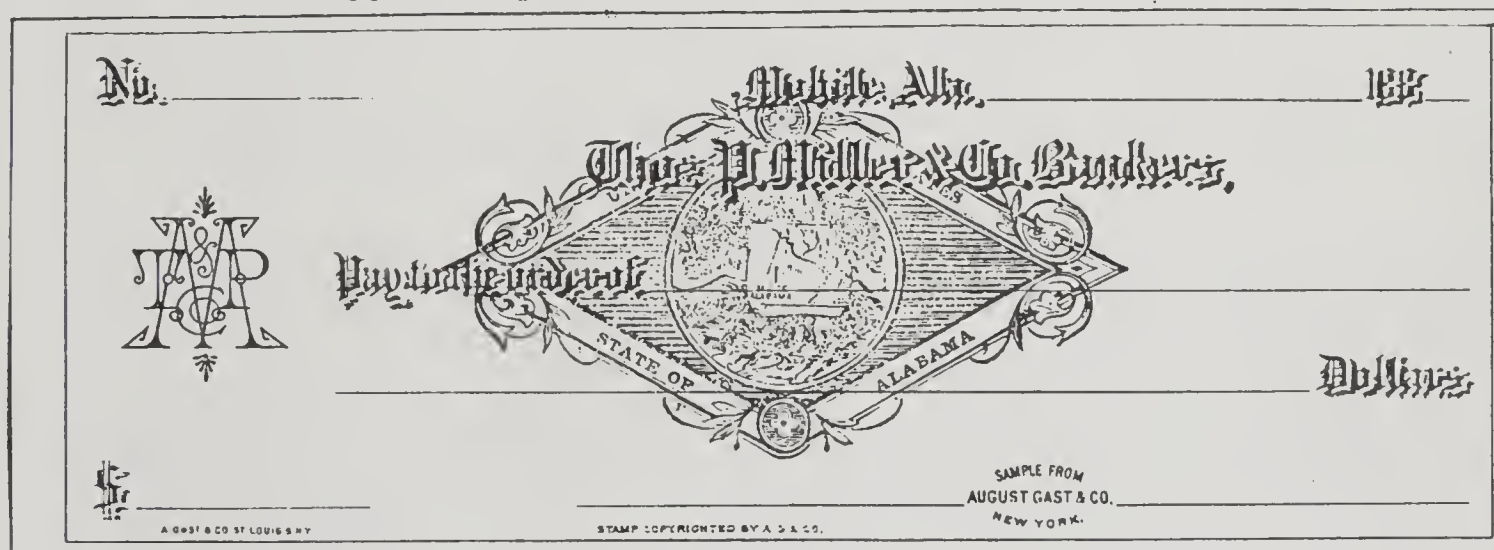 No. Mobile, Ala. 188
Thos. P. Miller & Co. Bankers,
Pay to the order of
STATE OF ALABAMA
Dollars
$
SAMPLE FROM
AUGUST GAST & CO.
NEW YORK.
A. GAST & CO. ST. LOUIS & N.Y.
STAMP COPYRIGHTED BY A. G. & CO.